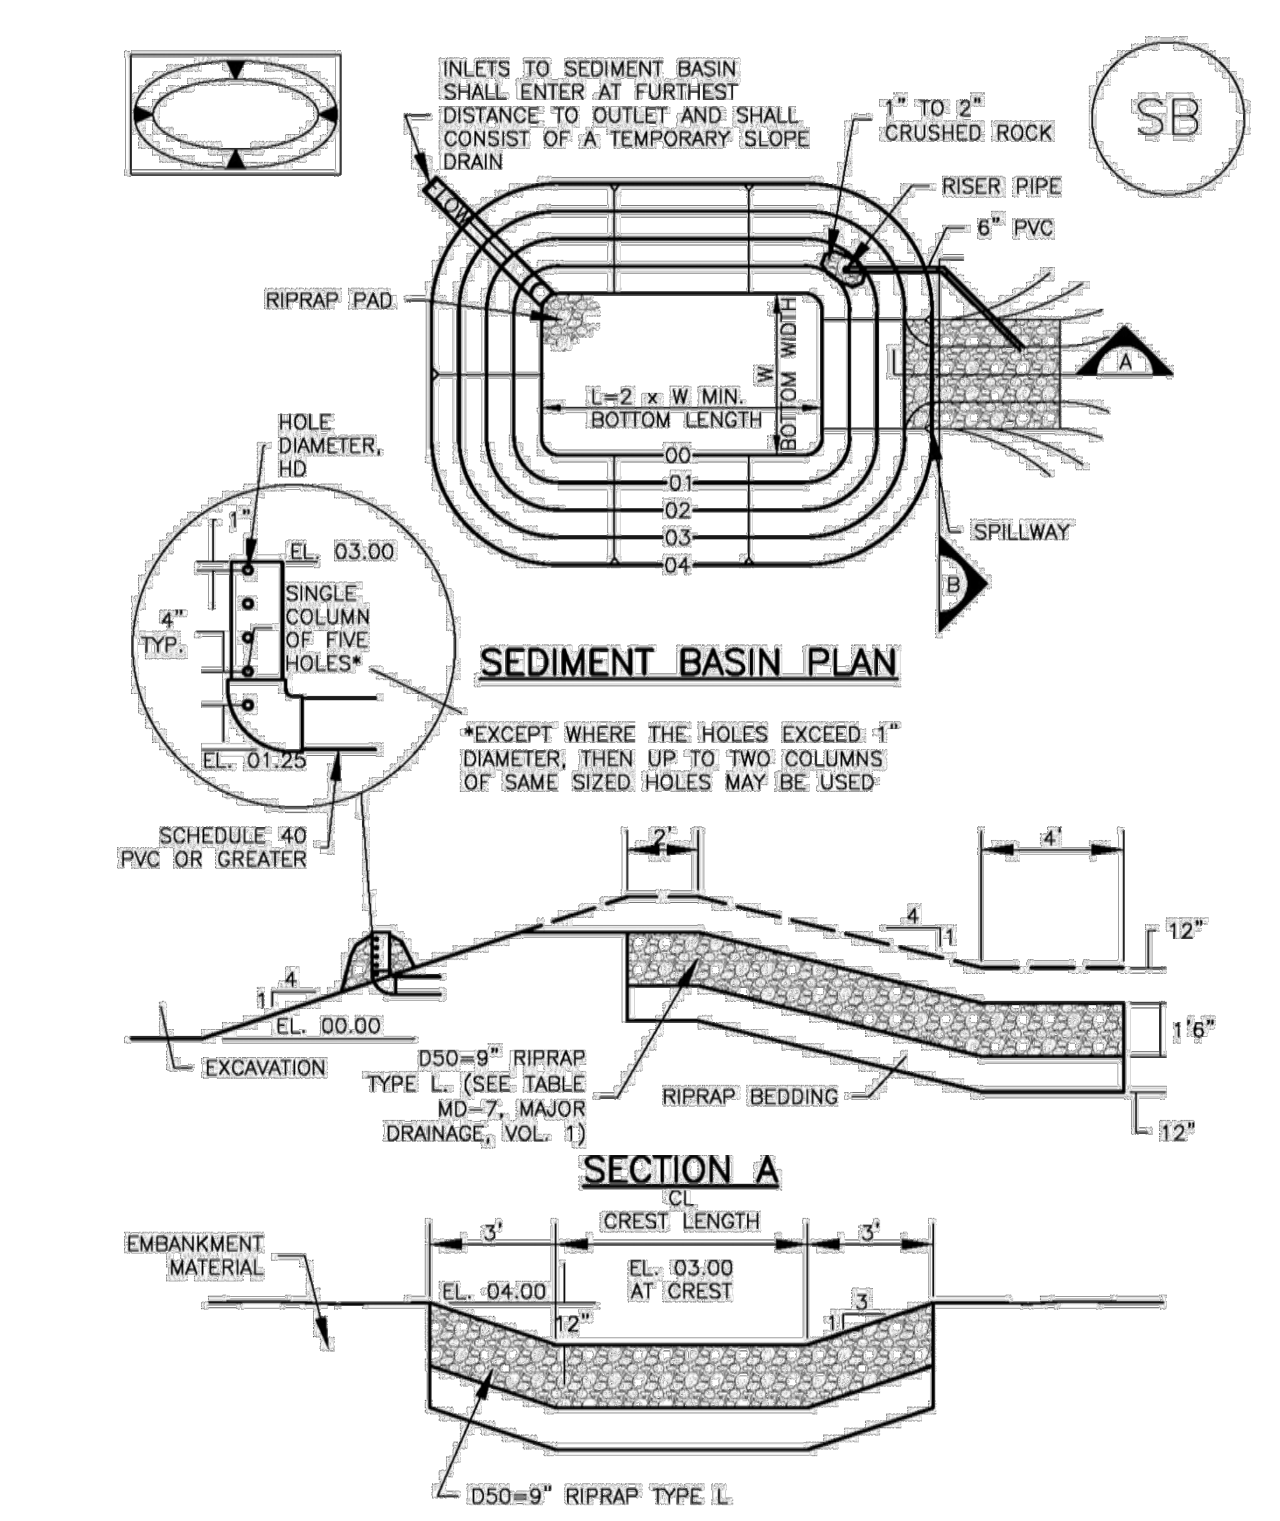 INLETS TO SEDIMENT BASIN
SHALL ENTER AT FURTHEST
DISTANCE TO OUTLET AND SHALL
CONSIST OF A TEMPORARY SLOPE
DRAIN
1" TO 2"
CRUSHED ROCK
SB
RISER PIPE
6" PVC
FLOW
RIPRAP PAD
W
BOTTOM WIDTH
L=2 x W MIN.
BOTTOM LENGTH
A
00
01
02
03
04
SPILLWAY
B
HOLE
DIAMETER,
HD
1"
EL. 03.00
4"
TYP.
SINGLE
COLUMN
OF FIVE
HOLES*
EL. 01.25
SEDIMENT BASIN PLAN
*EXCEPT WHERE THE HOLES EXCEED 1"
DIAMETER, THEN UP TO TWO COLUMNS
OF SAME SIZED HOLES MAY BE USED
SCHEDULE 40
PVC OR GREATER
2'
4'
4
1
12"
4
1
EL. 00.00
EXCAVATION
1'6"
D50=9" RIPRAP
TYPE L. (SEE TABLE
MD-7, MAJOR
DRAINAGE, VOL. 1)
RIPRAP BEDDING
12"
SECTION A
CL
CREST LENGTH
3'
3'
EMBANKMENT
MATERIAL
EL. 03.00
AT CREST
EL. 04.00
12"
3
1
D50=9" RIPRAP TYPE L